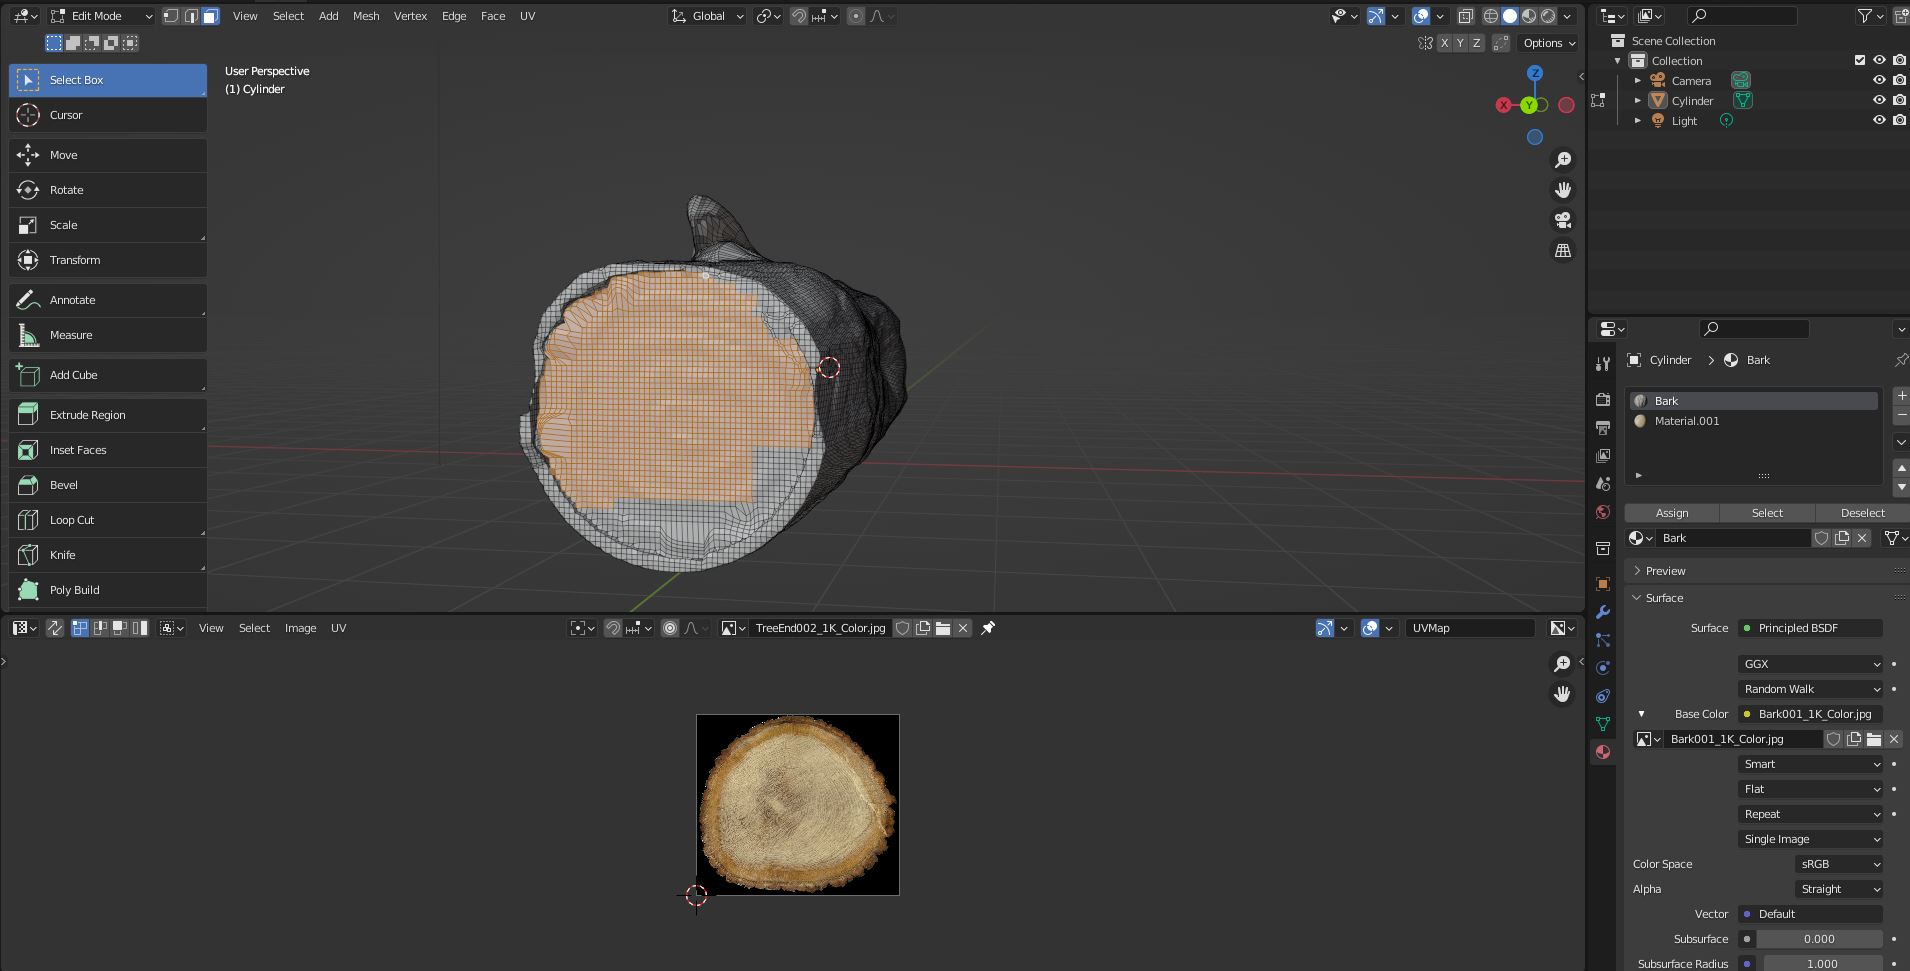 Edit Mode View Select Add Mesh Vertex Edge Face UV Global
X Y Z Options
Select Box
Cursor
Move
Rotate
Scale
Transform
Annotate
Measure
Add Cube
Extrude Region
Inset Faces
Bevel
Loop Cut
Knife
Poly Build
User Perspective
(1) Cylinder
Z
X
Y
View Select Image UV TreeEnd002_1K_Color.jpg UVMap
Scene Collection
Collection
Camera
Cylinder
Light
Cylinder > Bark
Bark
Material.001
Assign Select Deselect
Bark
Preview
Surface
Surface Principled BSDF
GGX
Random Walk
Base Color Bark001_1K_Color.jpg
Bark001_1K_Color.jpg
Smart
Flat
Repeat
Single Image
Color Space sRGB
Alpha Straight
Vector Default
Subsurface 0.000
Subsurface Radius 1.000